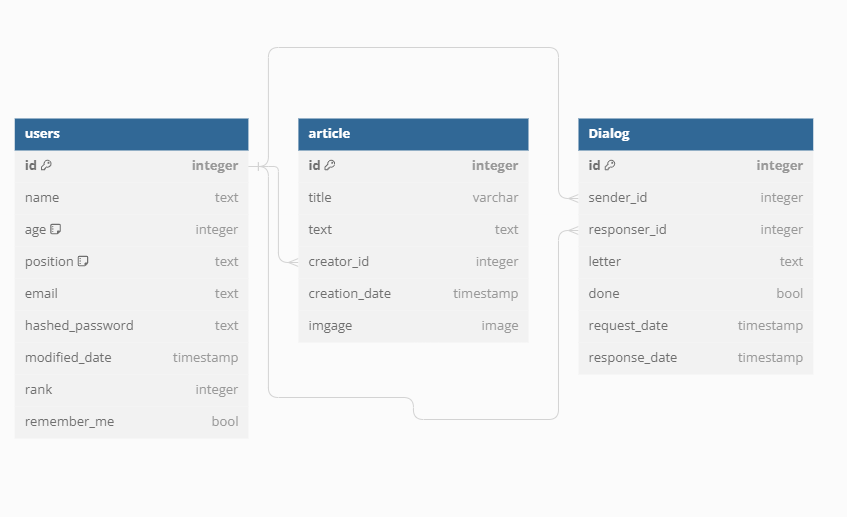 users
id integer
name text
age integer
position text
email text
hashed_password text
modified_date timestamp
rank integer
remember_me bool
article
id integer
title varchar
text text
creator_id integer
creation_date timestamp
imgage image
Dialog
id integer
sender_id integer
responser_id integer
letter text
done bool
request_date timestamp
response_date timestamp